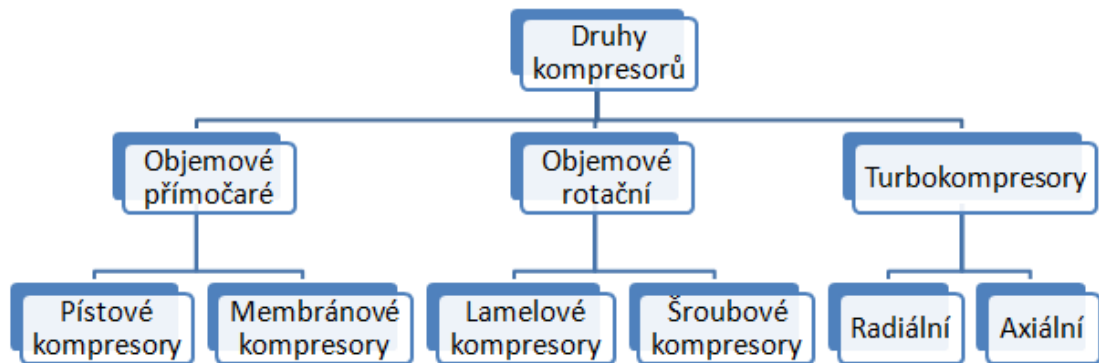 Druhy
kompresorů
Objemové
přímočaré
Objemové
rotační
Turbokompresory
Pístové
kompresory
Membránové
kompresory
Lamelové
kompresory
Šroubové
kompresory
Radiální
Axiální